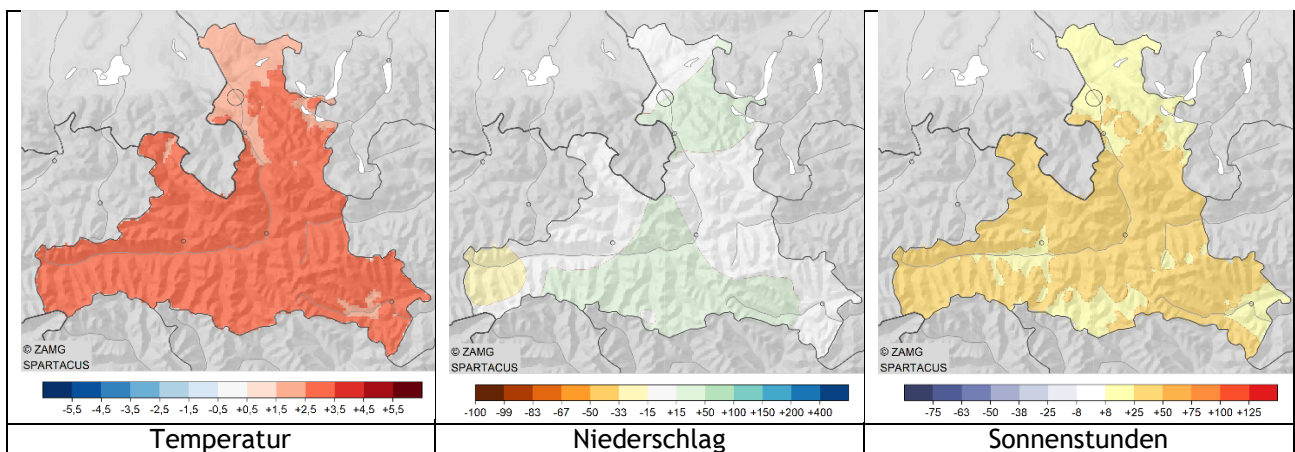 © ZAMG
SPARTACUS
-5,5 -4,5 -3,5 -2,5 -1,5 -0,5 +0,5 +1,5 +2,5 +3,5 +4,5 +5,5
Temperatur
© ZAMG
SPARTACUS
-100 -99 -83 -67 -50 -33 -15 +15 +50 +100 +150 +200 +400
Niederschlag
© ZAMG
SPARTACUS
-75 -63 -50 -38 -25 -8 +8 +25 +50 +75 +100 +125
Sonnenstunden